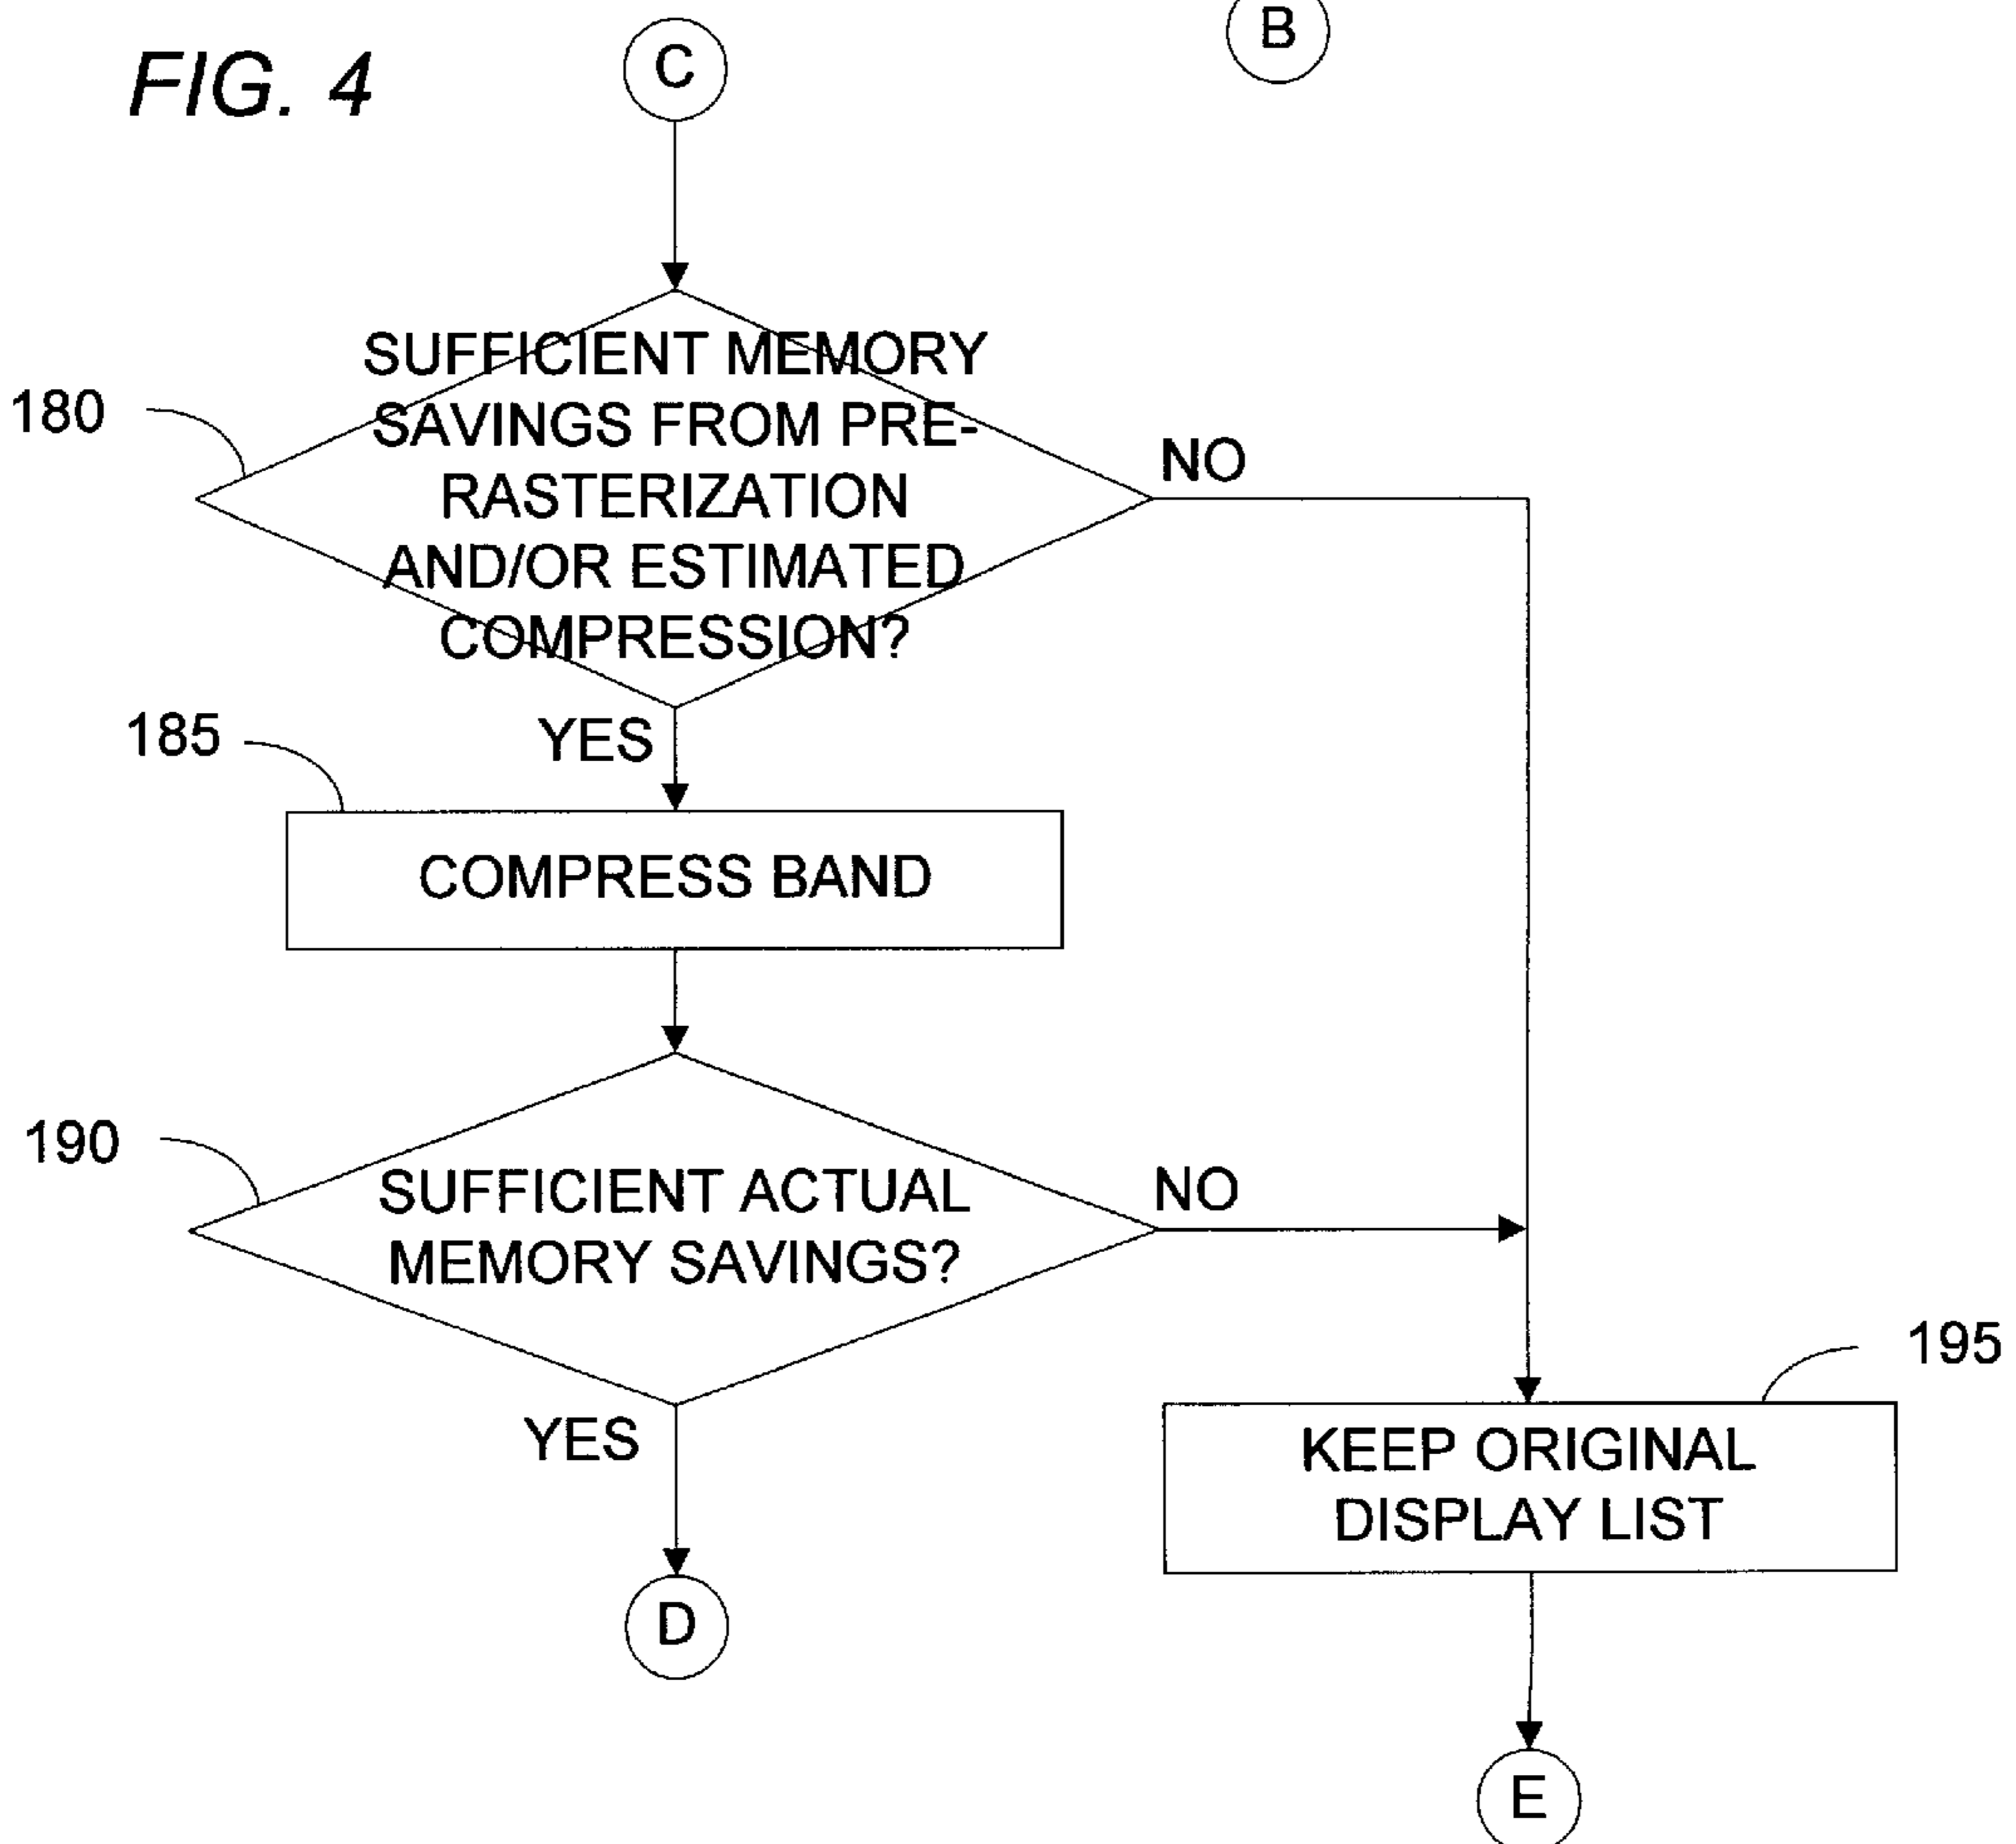 B
FIG. 4
C
SUFFICIENT MEMORY
SAVINGS FROM PRE-
RASTERIZATION
AND/OR ESTIMATED
COMPRESSION?
180
NO
YES
185
COMPRESS BAND
190
SUFFICIENT ACTUAL
MEMORY SAVINGS?
NO
YES
195
KEEP ORIGINAL
DISPLAY LIST
D
E